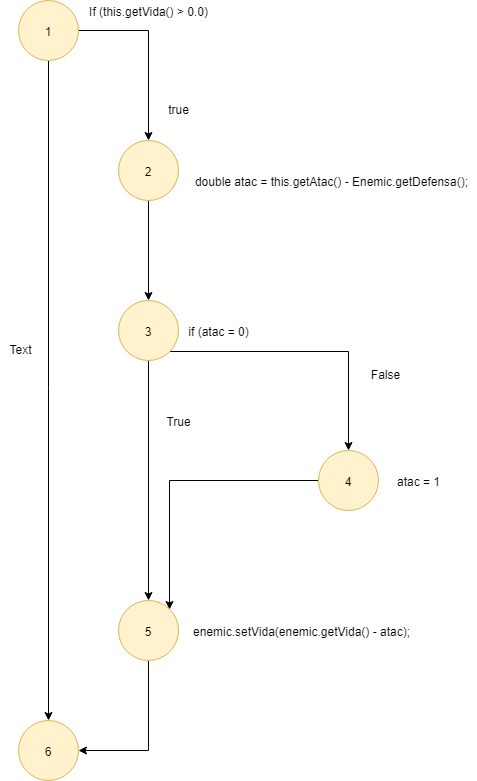 If (this.getVida() > 0.0)
1
true
2
double atac = this.getAtac() - Enemic.getDefensa();
3
if (atac = 0)
Text
False
True
4
atac = 1
5
enemic.setVida(enemic.getVida() - atac);
6